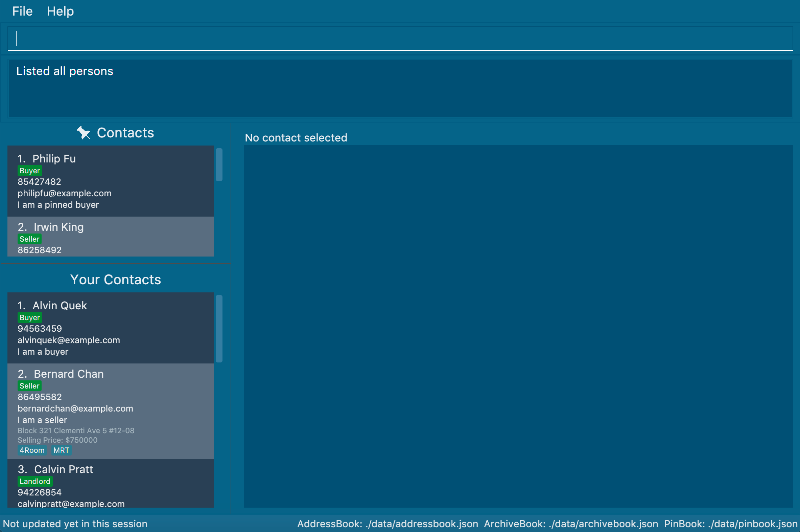 File Help
Listed all persons
Contacts
1. Philip Fu
Buyer
85427482
philipfu@example.com
I am a pinned buyer
2. Irwin King
Seller
86258492
Your Contacts
1. Alvin Quek
Buyer
94563459
alvinquek@example.com
I am a buyer
2. Bernard Chan
Seller
86495582
bernardchan@example.com
I am a seller
Block 321 Clementi Ave 5 #12-08
Selling Price: $750000
4Room MRT
3. Calvin Pratt
Landlord
94226854
calvinpratt@example.com
No contact selected
Not updated yet in this session
AddressBook: ./data/addressbook.json ArchiveBook: ./data/archivebook.json PinBook: ./data/pinbook.json